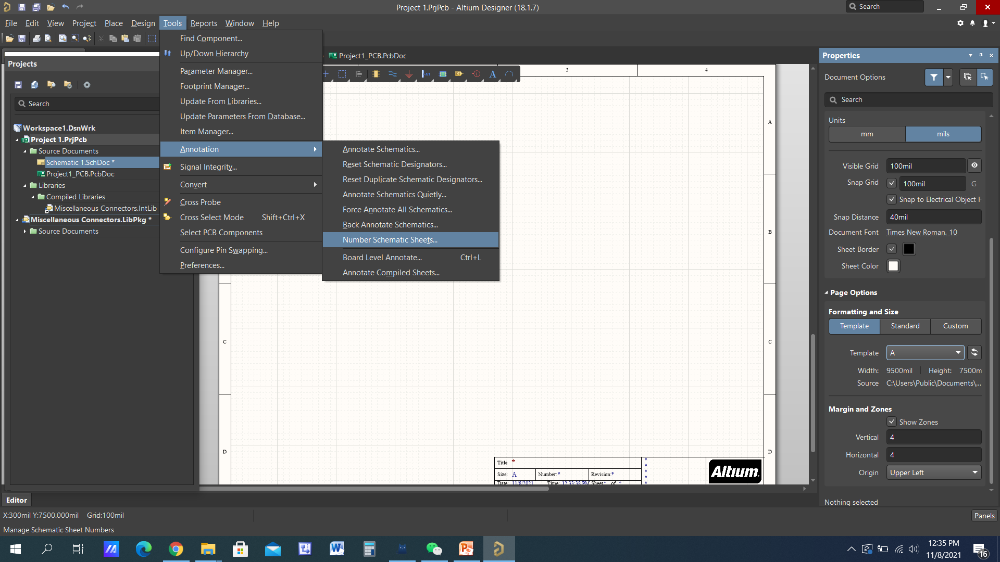 Project 1.PrjPcb - Altium Designer (18.1.7)
Search
File Edit View Project Place Design Tools Reports Window Help
Find Component...
Up/Down Hierarchy
Parameter Manager...
Footprint Manager...
Update From Libraries...
Update Parameters From Database...
Item Manager...
Annotation
Signal Integrity...
Convert
Cross Probe
Cross Select Mode Shift+Ctrl+X
Select PCB Components
Configure Pin Swapping...
Preferences...
Annotate Schematics...
Reset Schematic Designators...
Reset Duplicate Schematic Designators...
Annotate Schematics Quietly...
Force Annotate All Schematics...
Back Annotate Schematics...
Number Schematic Sheets...
Board Level Annotate... Ctrl+L
Annotate Compiled Sheets...
Projects
Search
Workspace1.DsnWrk
Project 1.PrjPcb
Source Documents
Schematic 1.SchDoc *
Project1_PCB.PcbDoc
Libraries
Compiled Libraries
Miscellaneous Connectors.IntLib
Miscellaneous Connectors.LibPkg *
Source Documents
Project1_PCB.PcbDoc
3 4
A
B
C C
D D
Title *
Size: A Number:* Revision:*
Date: 11/8/2021 Time: 12:33:38 PM Sheet* of *
*
*
*
*
*
Altium
Properties
Document Options
Search
Units
mm mils
Visible Grid 100mil
Snap Grid 100mil G
Snap to Electrical Object H
Snap Distance 40mil
Document Font Times New Roman, 10
Sheet Border
Sheet Color
Page Options
Formatting and Size
Template Standard Custom
Template A
Width: 9500mil Height: 7500m
Source C:\Users\Public\Documents\...
Margin and Zones
Show Zones
Vertical 4
Horizontal 4
Origin Upper Left
Nothing selected
Editor
X:300mil Y:7500.000mil Grid:100mil
Panels
Manage Schematic Sheet Numbers
12:35 PM
11/8/2021
16